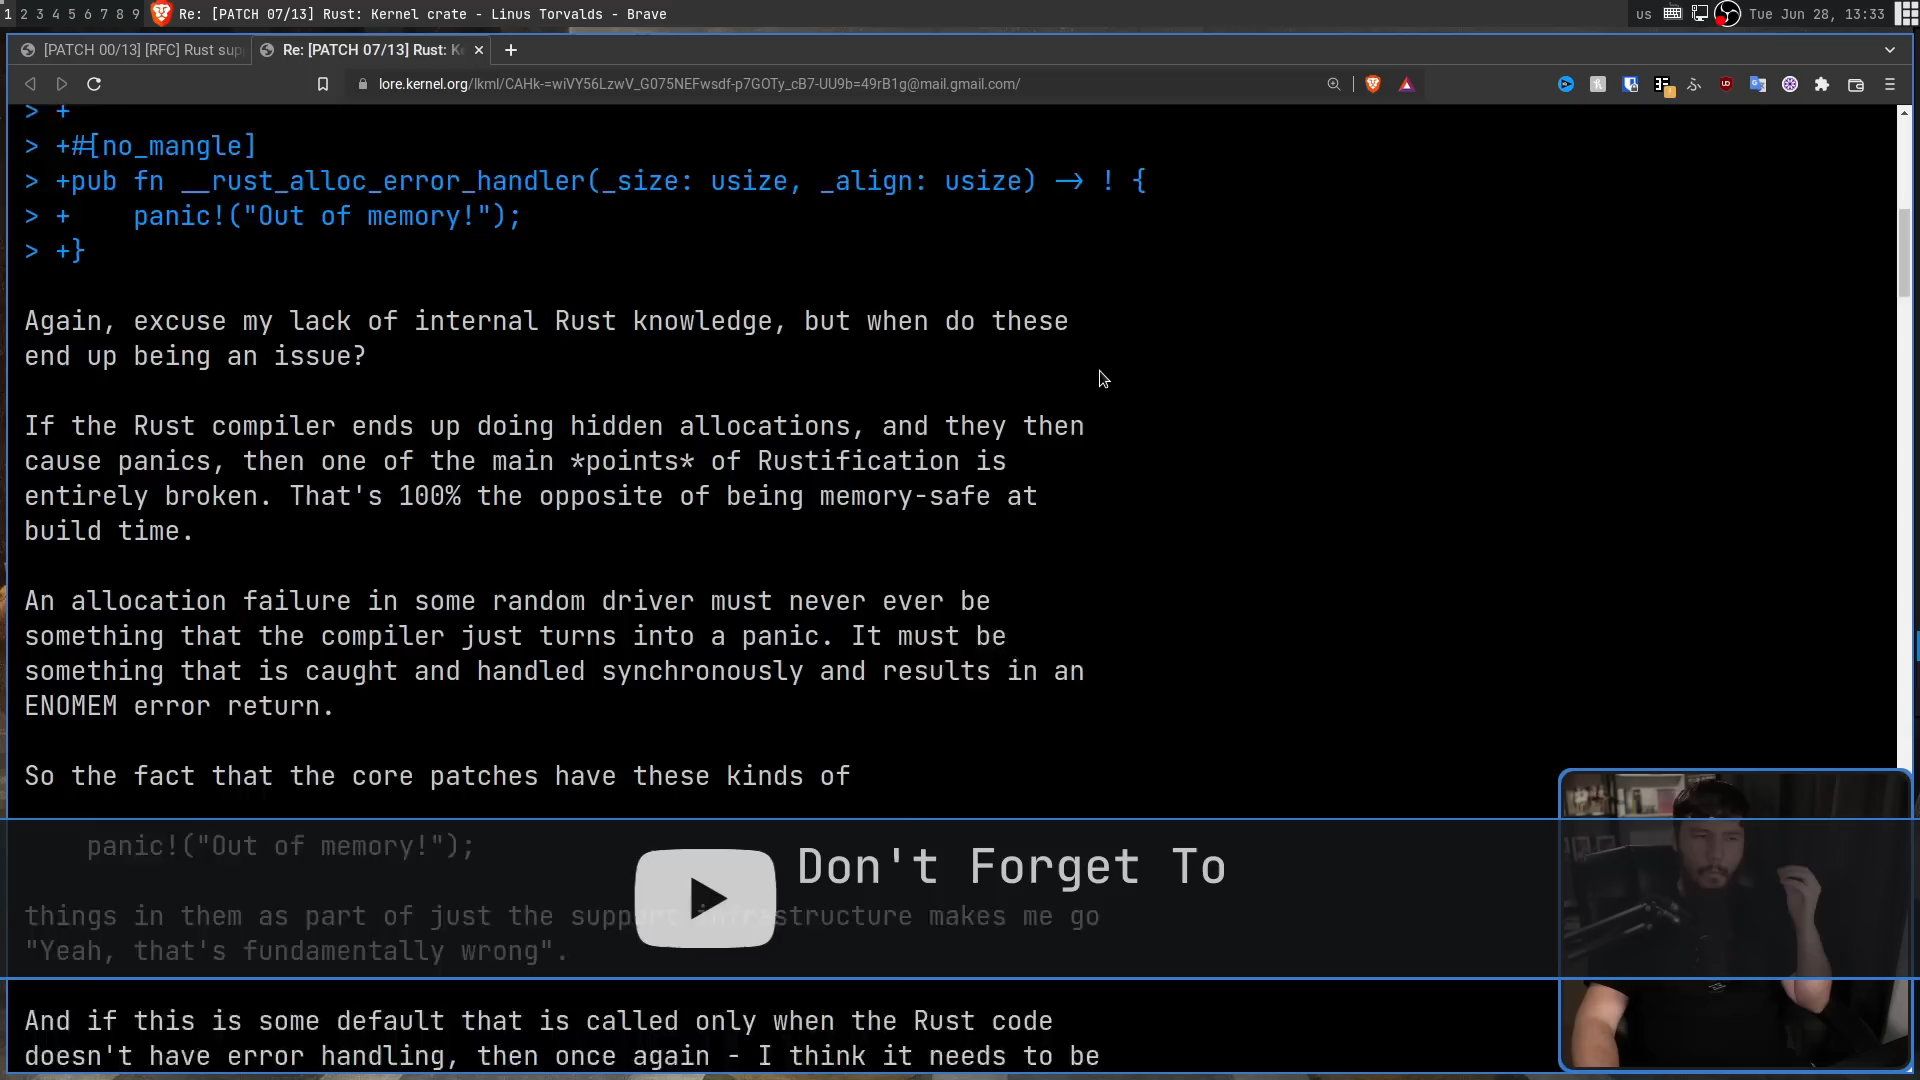 1 2 3 4 5 6 7 8 9 Re: [PATCH 07/13] Rust: Kernel crate - Linus Torvalds - Brave us Tue Jun 28, 13:33
[PATCH 00/13] [RFC] Rust sup Re: [PATCH 07/13] Rust: Ke
lore.kernel.org/lkml/CAHk-=wiVY56LzwV_G075NEFwsdf-p7GOTy_cB7-UU9b=49rB1g@mail.gmail.com/
> +
> +#[no_mangle]
> +pub fn __rust_alloc_error_handler(_size: usize, _align: usize) -> ! {
> +    panic!("Out of memory!");
> +}
Again, excuse my lack of internal Rust knowledge, but when do these
end up being an issue?
If the Rust compiler ends up doing hidden allocations, and they then
cause panics, then one of the main *points* of Rustification is
entirely broken. That's 100% the opposite of being memory-safe at
build time.
An allocation failure in some random driver must never ever be
something that the compiler just turns into a panic. It must be
something that is caught and handled synchronously and results in an
ENOMEM error return.
So the fact that the core patches have these kinds of
panic!("Out of memory!");
Don't Forget To
things in them as part of just the support infrastructure makes me go
"Yeah, that's fundamentally wrong".
And if this is some default that is called only when the Rust code
doesn't have error handling, then once again - I think it needs to be